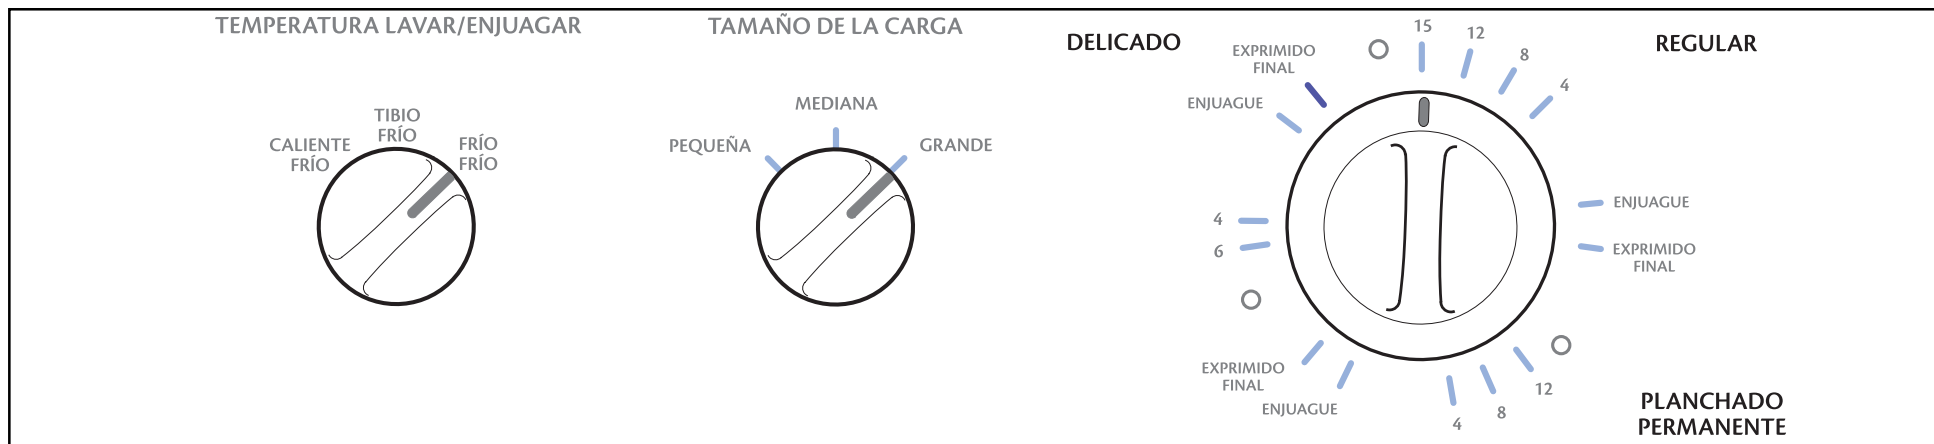 TEMPERATURA LAVAR/ENJUAGAR
CALIENTE
FRÍO
TIBIO
FRÍO
FRÍO
FRÍO
TAMAÑO DE LA CARGA
PEQUEÑA
MEDIANA
GRANDE
DELICADO
REGULAR
EXPRIMIDO
FINAL
ENJUAGUE
15
12
8
4
ENJUAGUE
EXPRIMIDO
FINAL
4
6
EXPRIMIDO
FINAL
ENJUAGUE
4
8
12
PLANCHADO
PERMANENTE